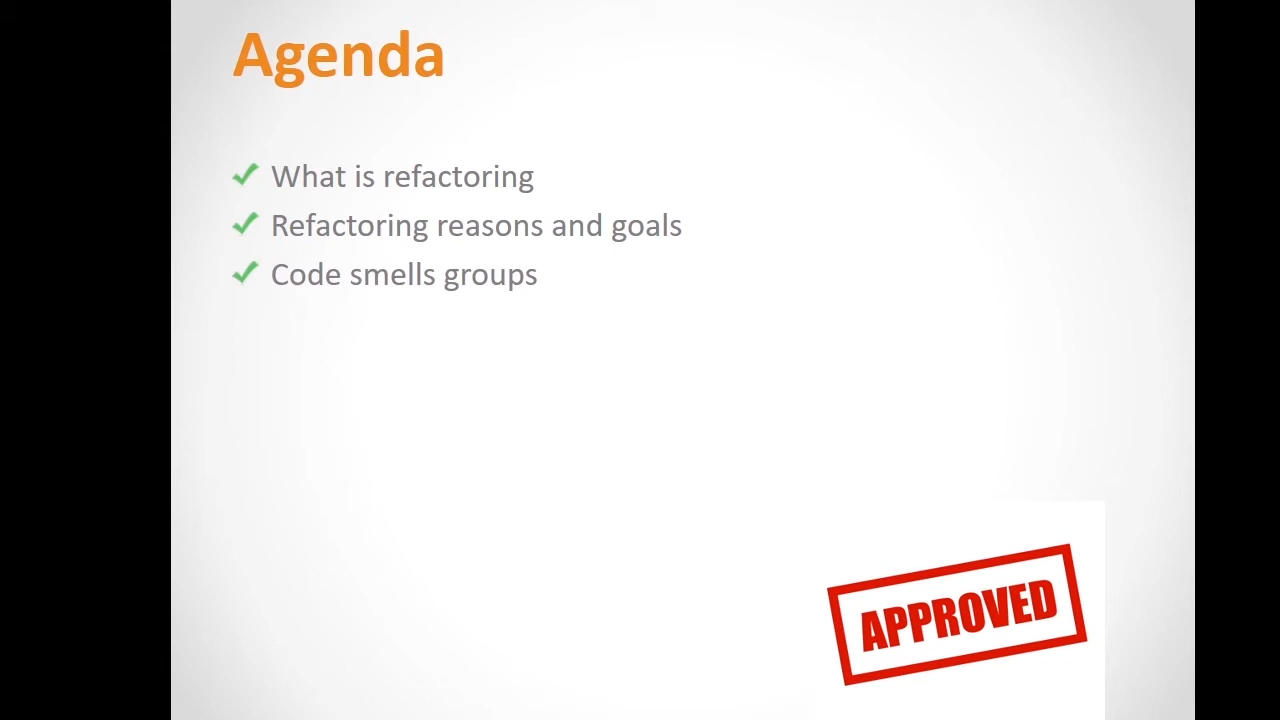 Agenda
What is refactoring
Refactoring reasons and goals
Code smells groups
APPROVED